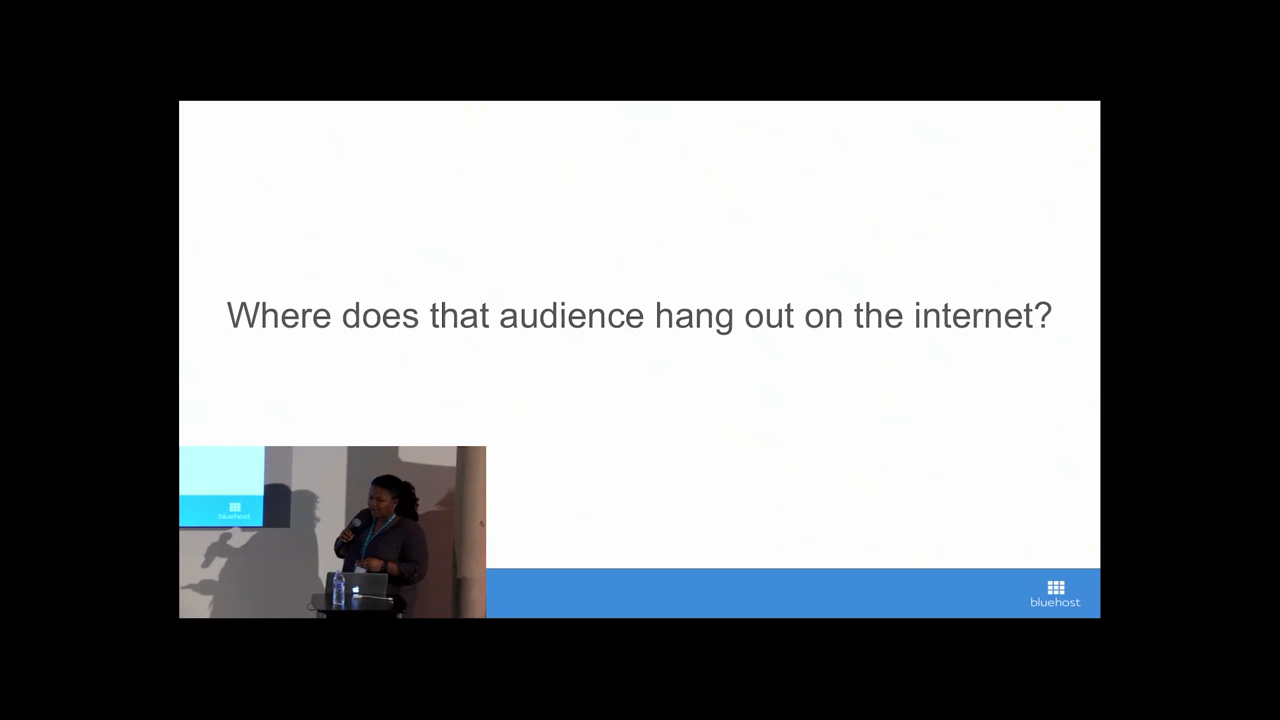 Where does that audience hang out on the internet?
bluehost
bluehost